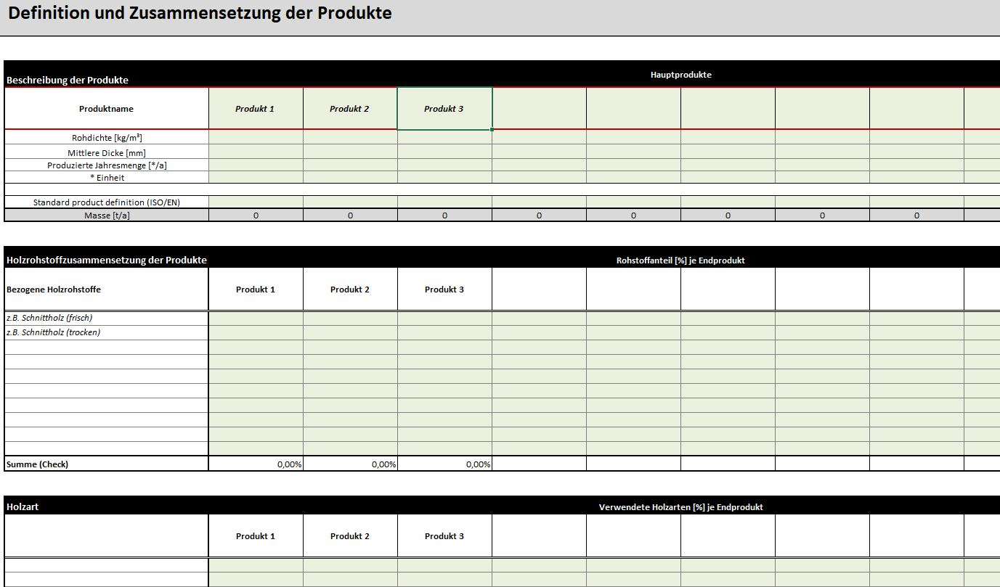 Definition und Zusammensetzung der Produkte
Beschreibung der Produkte Hauptprodukte
Produktname Produkt 1 Produkt 2 Produkt 3
Rohdichte [kg/m³]
Mittlere Dicke [mm]
Produzierte Jahresmenge [*/a]
* Einheit
Standard product definition (ISO/EN)
Masse [t/a] 0 0 0 0 0 0 0 0
Holzrohstoffzusammensetzung der Produkte Rohstoffanteil [%] je Endprodukt
Bezogene Holzrohstoffe Produkt 1 Produkt 2 Produkt 3
z.B. Schnittholz (frisch)
z.B. Schnittholz (trocken)
Summe (Check) 0,00% 0,00% 0,00%
Holzart Verwendete Holzarten [%] je Endprodukt
Produkt 1 Produkt 2 Produkt 3